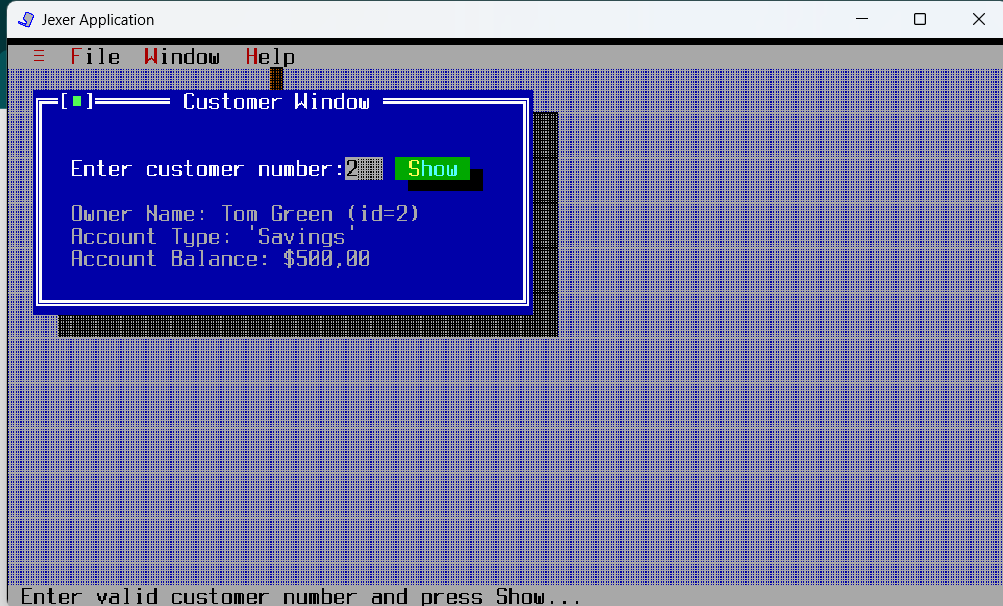 Jexer Application
≡ File Window Help
Customer Window
Enter customer number:2 Show
Owner Name: Tom Green (id=2)
Account Type: 'Savings'
Account Balance: $500,00
Enter valid customer number and press Show...